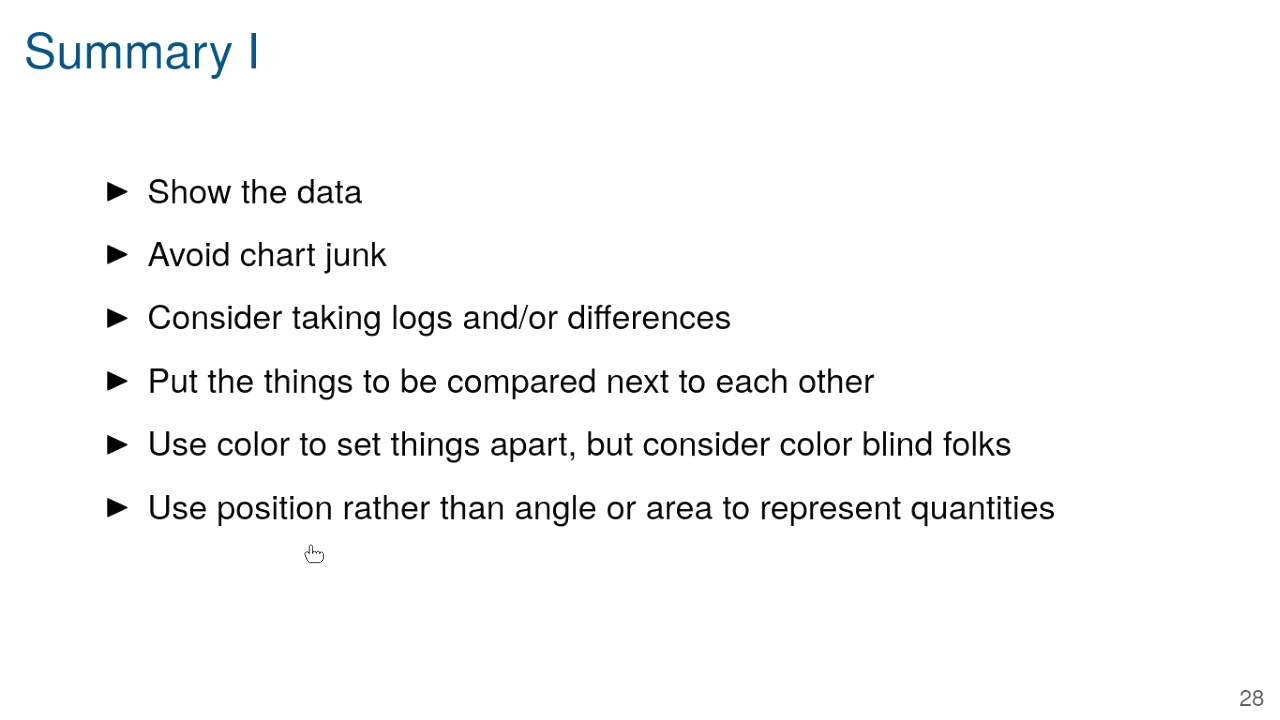 Summary I
▶ Show the data
▶ Avoid chart junk
▶ Consider taking logs and/or differences
▶ Put the things to be compared next to each other
▶ Use color to set things apart, but consider color blind folks
▶ Use position rather than angle or area to represent quantities
28